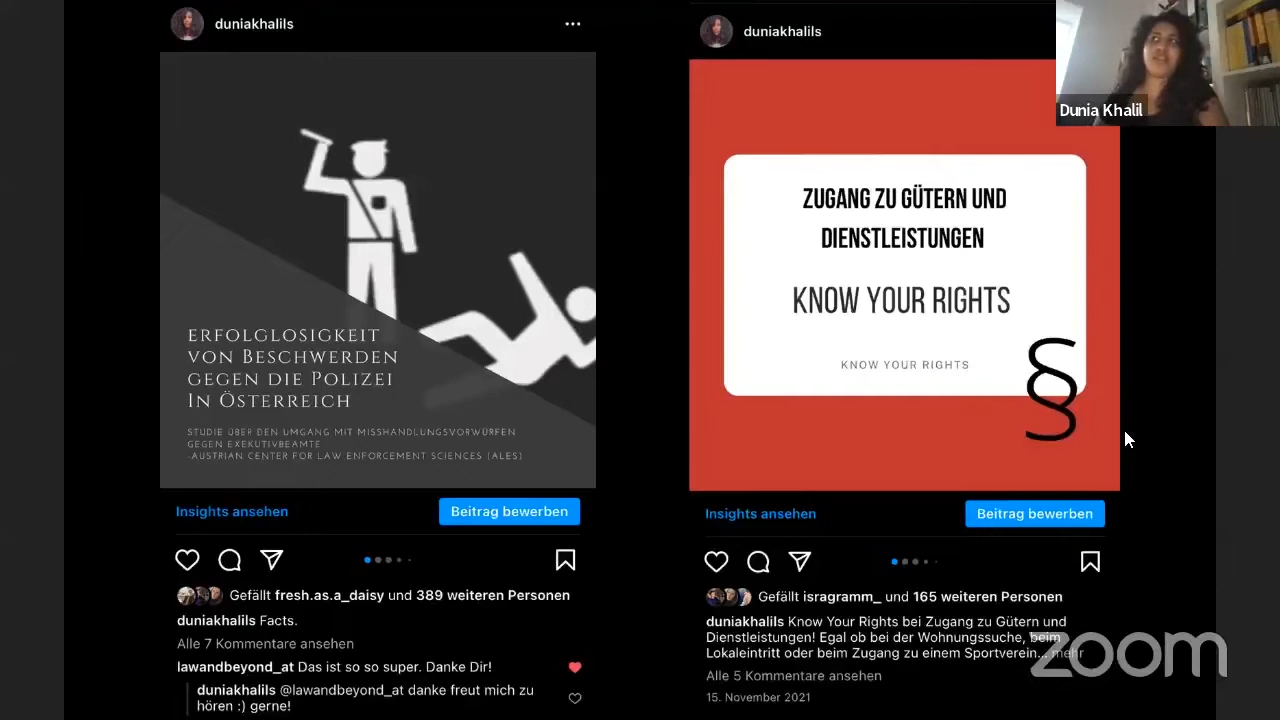 duniakhalils
ERFOLGLOSIGKEIT
VON BESCHWERDEN
GEGEN DIE POLIZEI
IN ÖSTERREICH
STUDIE ÜBER DEN UMGANG MIT MISSHANDLUNGSVORWÜRFEN
GEGEN EXEKUTIVBEAMTE
-AUSTRIAN CENTER FOR LAW ENFORCEMENT SCIENCES (ALES)
Insights ansehen
Beitrag bewerben
Gefällt fresh.as.a_daisy und 389 weiteren Personen
duniakhalils Facts.
Alle 7 Kommentare ansehen
lawandbeyond_at Das ist so so super. Danke Dir!
duniakhalils @lawandbeyond_at danke freut mich zu
hören :) gerne!
duniakhalils
ZUGANG ZU GÜTERN UND
DIENSTLEISTUNGEN
KNOW YOUR RIGHTS
KNOW YOUR RIGHTS
§
Insights ansehen
Beitrag bewerben
Gefällt isragramm_ und 165 weiteren Personen
duniakhalils Know Your Rights bei Zugang zu Gütern und
Dienstleistungen! Egal ob bei der Wohnungssuche, beim
Lokaleintritt oder beim Zugang zu einem Sportverein... mehr
Alle 5 Kommentare ansehen
15. November 2021
Dunia Khalil
zoom